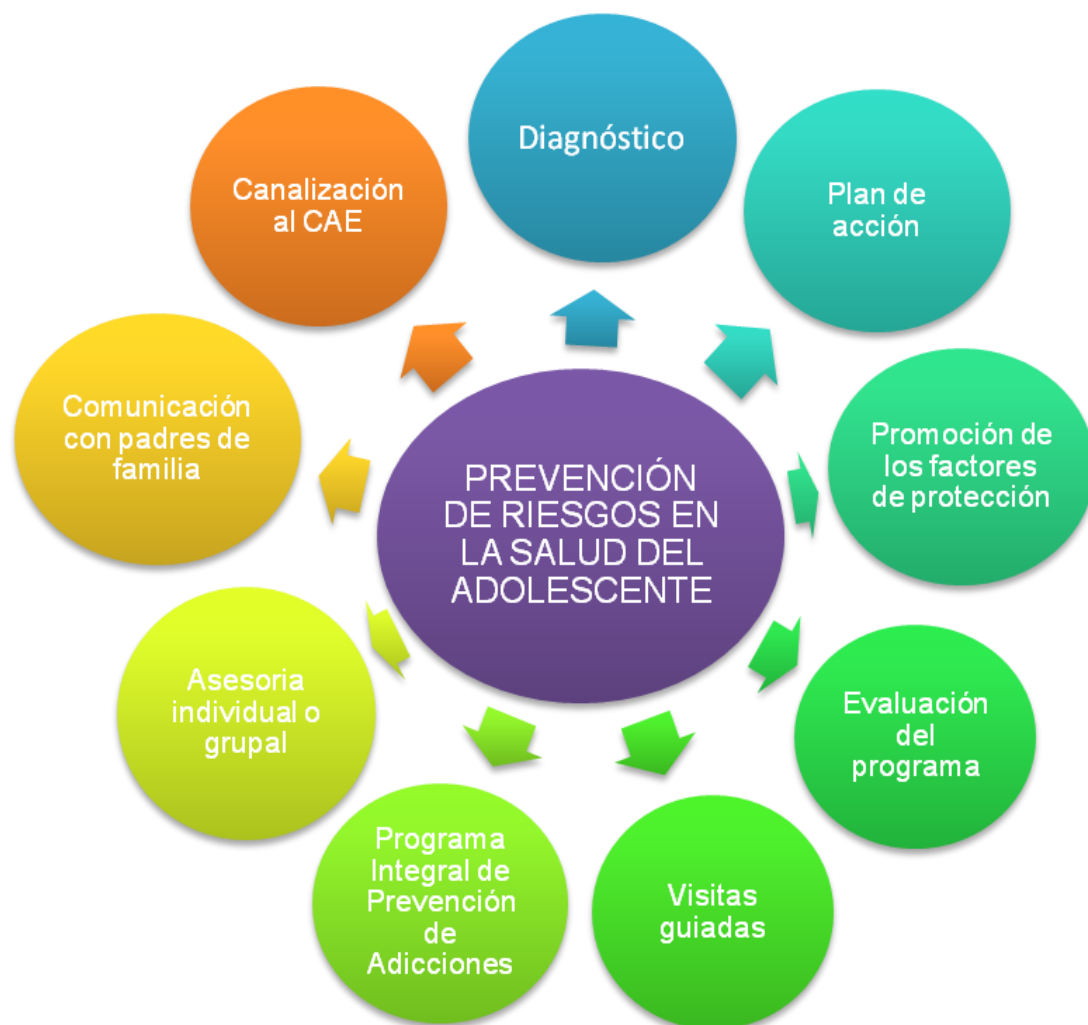 Diagnóstico
Plan de
acción
Promoción de
los factores
de protección
Evaluación
del
programa
Visitas
guiadas
Programa
Integral de
Prevención
de
Adicciones
Asesoria
individual o
grupal
Comunicación
con padres de
familia
Canalización
al CAE
PREVENCIÓN
DE RIESGOS EN
LA SALUD DEL
ADOLESCENTE